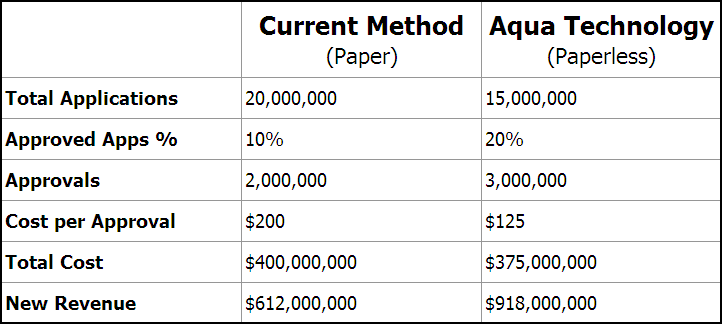 Current Method Aqua Technology
(Paper) (Paperless)
Total Applications 20,000,000 15,000,000
Approved Apps % 10% 20%
Approvals 2,000,000 3,000,000
Cost per Approval $200 $125
Total Cost $400,000,000 $375,000,000
New Revenue $612,000,000 $918,000,000